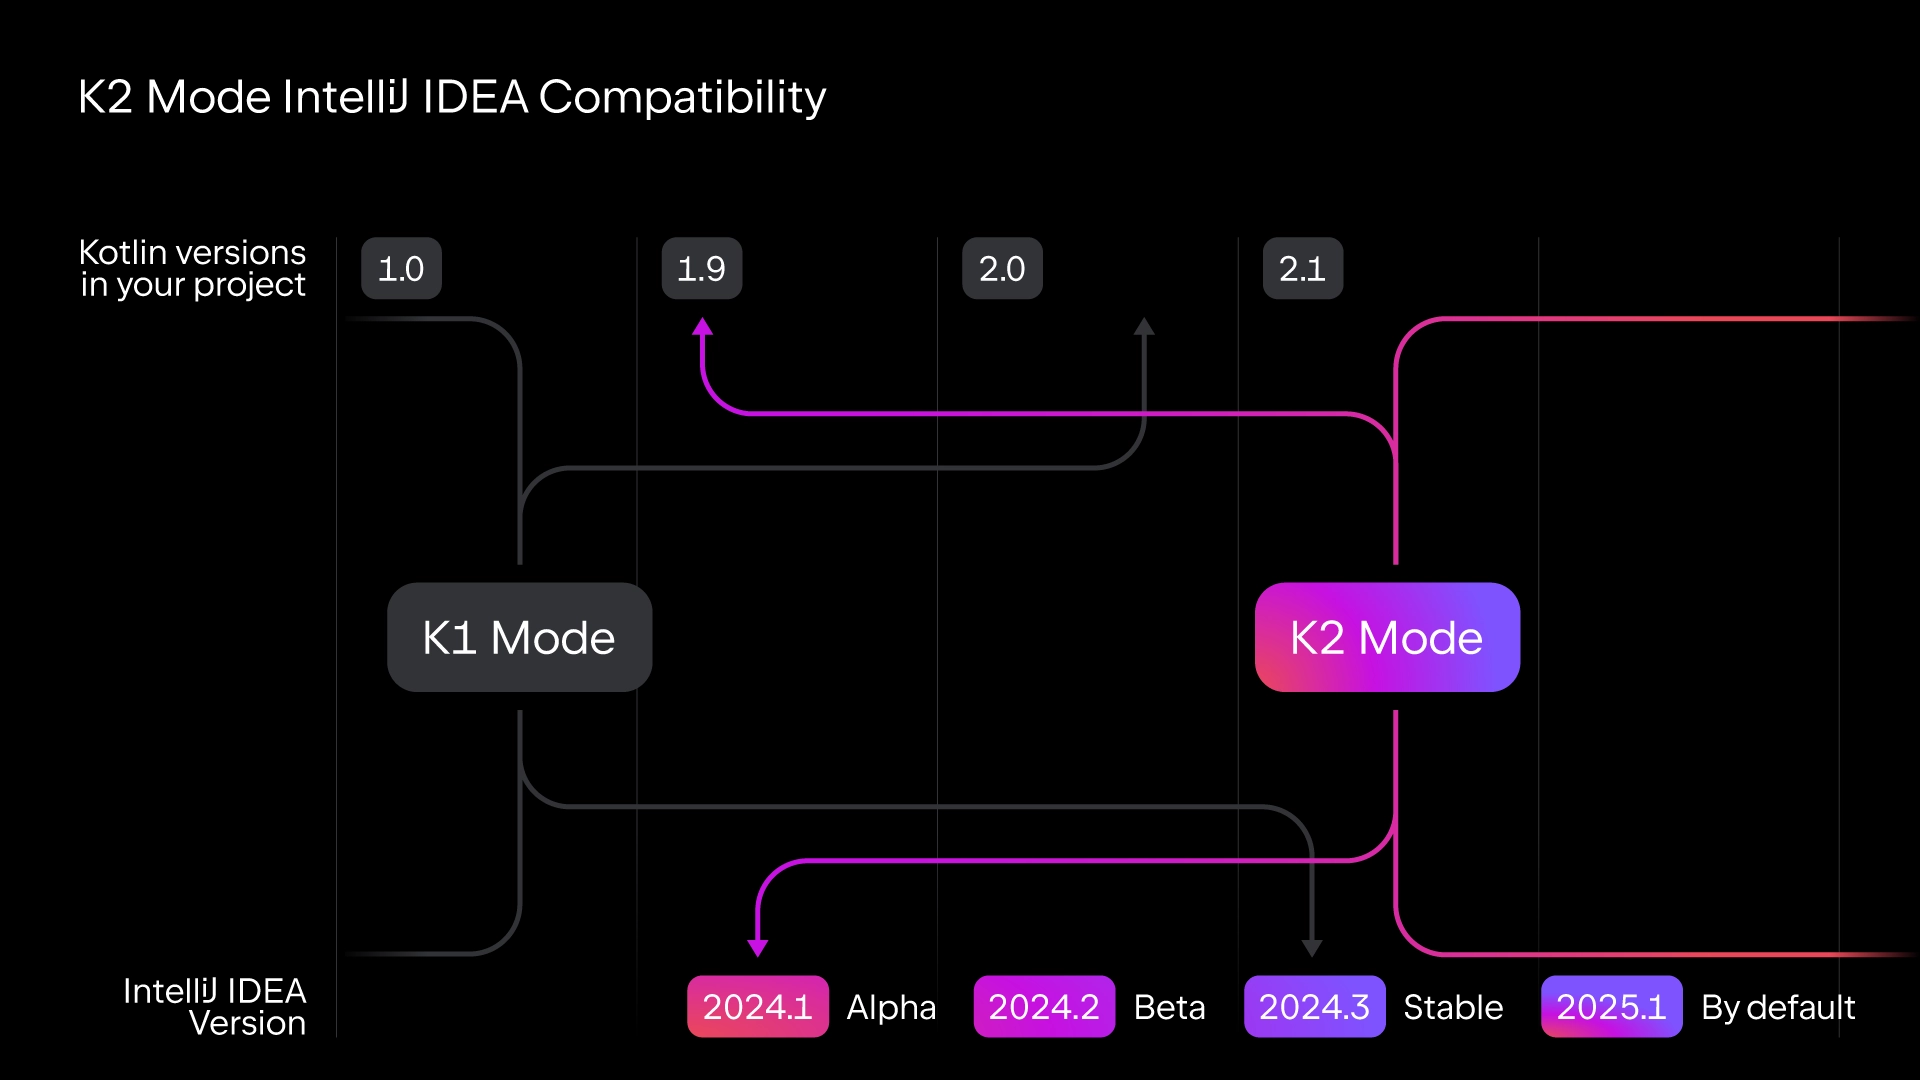 K2 Mode IntelliJ IDEA Compatibility
Kotlin versions
in your project
1.0
1.9
2.0
2.1
K1 Mode
K2 Mode
IntelliJ IDEA
Version
2024.1 Alpha
2024.2 Beta
2024.3 Stable
2025.1 By default